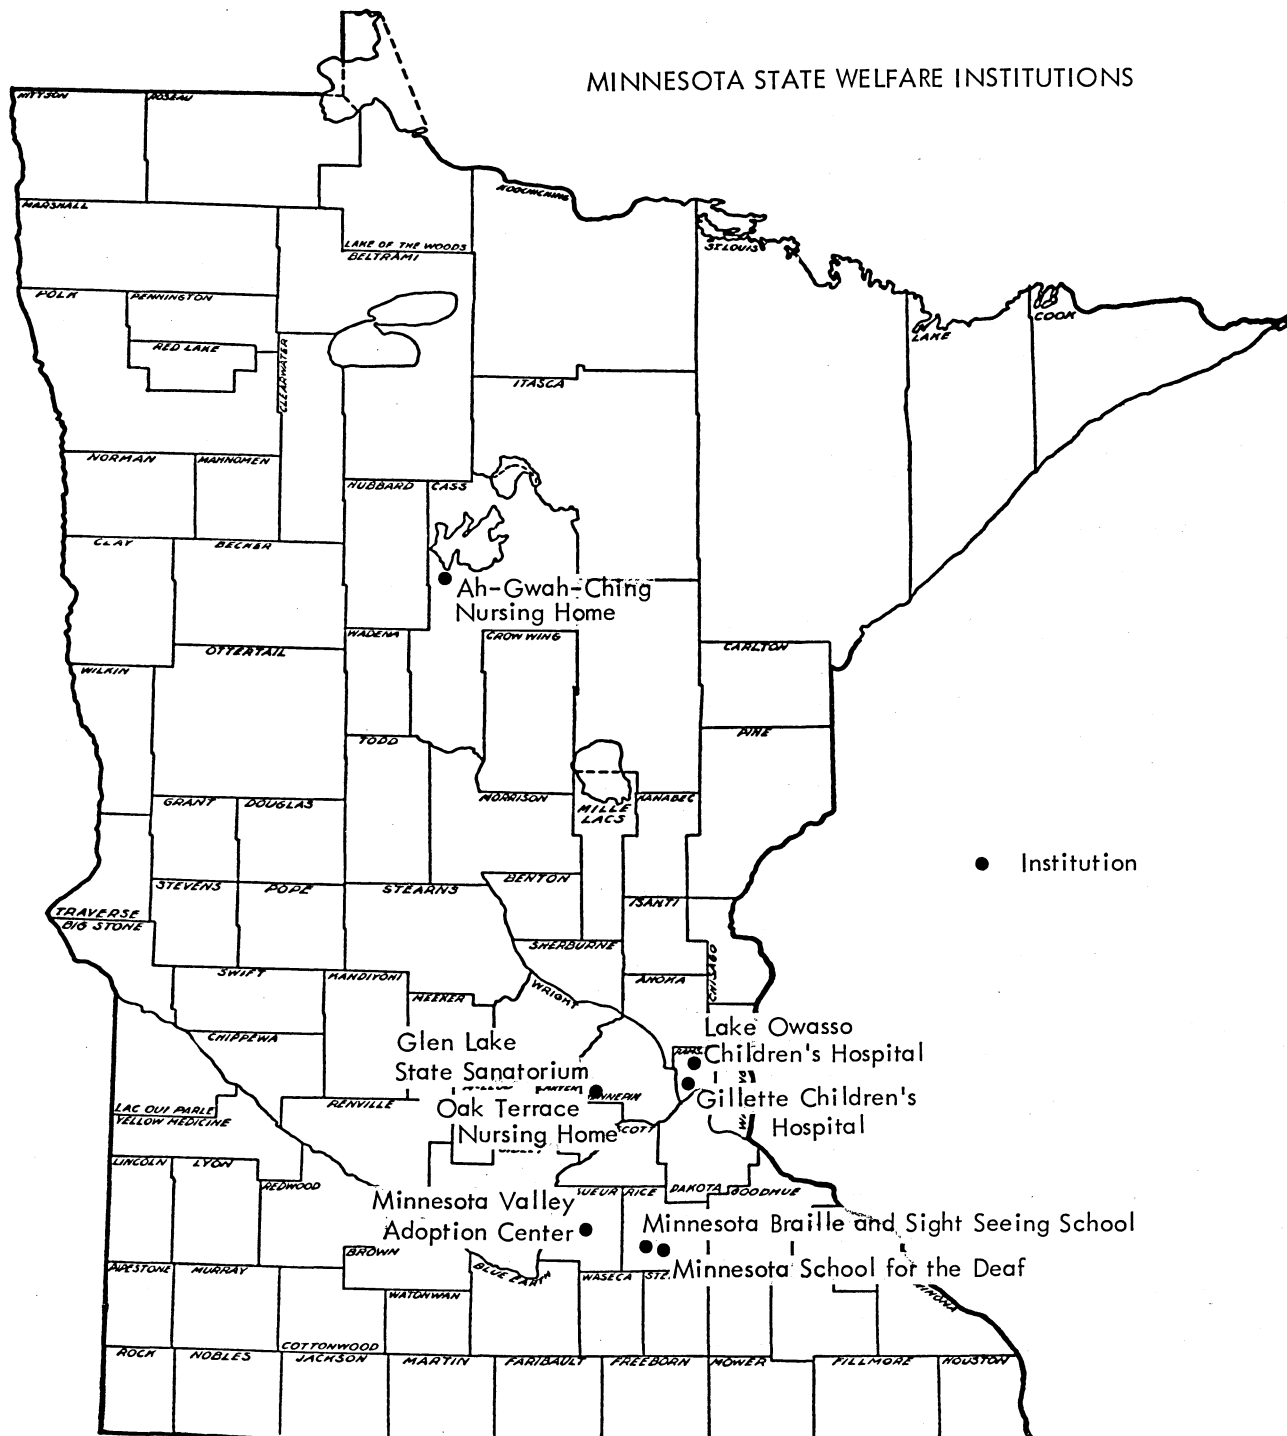 MINNESOTA STATE WELFARE INSTITUTIONS
KITTSON
ROSEAU
MARSHALL
KOOCHICHING
LAKE OF THE WOODS
BELTRAMI
ST. LOUIS
POLK
PENNINGTON
RED LAKE
CLEARWATER
LAKE
COOK
ITASCA
NORMAN
MAHNOMEN
HUBBARD
CASS
CLAY
BECKER
Ah-Gwah-Ching
Nursing Home
WADENA
CROW WING
CARLTON
OTTERTAIL
WILKIN
TODD
PINE
GRANT
DOUGLAS
MORRISON
MILLE
LACS
KANABEC
Institution
STEVENS
POPE
STEARNS
BENTON
ISANTI
TRAVERSE
BIG STONE
SHERBURNE
SWIFT
KANDIYOHI
MEEKER
WRIGHT
ANOKA
CHISAGO
CHIPPEWA
Glen Lake
State Sanatorium
Lake Owasso
Children's Hospital
Gillette Children's
Hospital
LAC QUI PARLE
YELLOW MEDICINE
RENVILLE
Oak Terrace
Nursing Home
LINCOLN
LYON
REDWOOD
RICE
DAKOTA
GOODHUE
Minnesota Valley
Adoption Center
Minnesota Braille and Sight Seeing School
Minnesota School for the Deaf
PIPESTONE
MURRAY
BROWN
BLUE EARTH
WASECA
WATONWAN
COTTONWOOD
ROCK
NOBLES
JACKSON
MARTIN
FARIBAULT
FREEBORN
MOWER
FILLMORE
HOUSTON